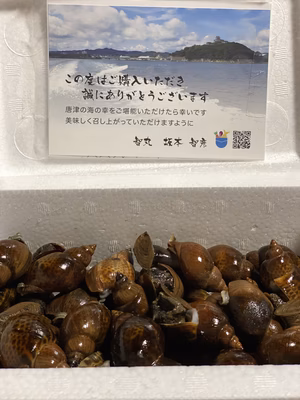 この度はご購入いただき
誠にありがとうございます
唐津の海の幸をご堪能いただけたら幸いです
美味しく召し上がっていただけますように
坂本